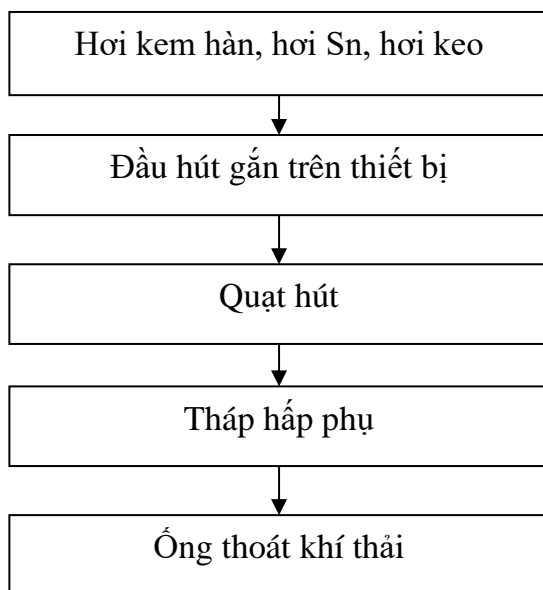 Hơi kem hàn, hơi Sn, hơi keo
Đầu hút gắn trên thiết bị
Quạt hút
Tháp hấp phụ
Ống thoát khí thải